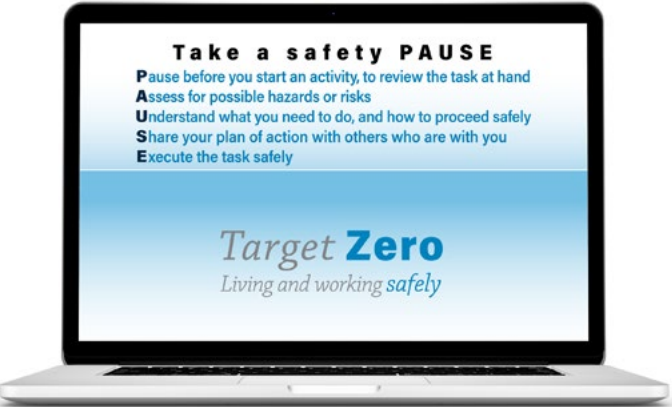 Take a safety PAUSE
Pause before you start an activity, to review the task at hand
Assess for possible hazards or risks
Understand what you need to do, and how to proceed safely
Share your plan of action with others who are with you
Execute the task safely
Target Zero
Living and working safely